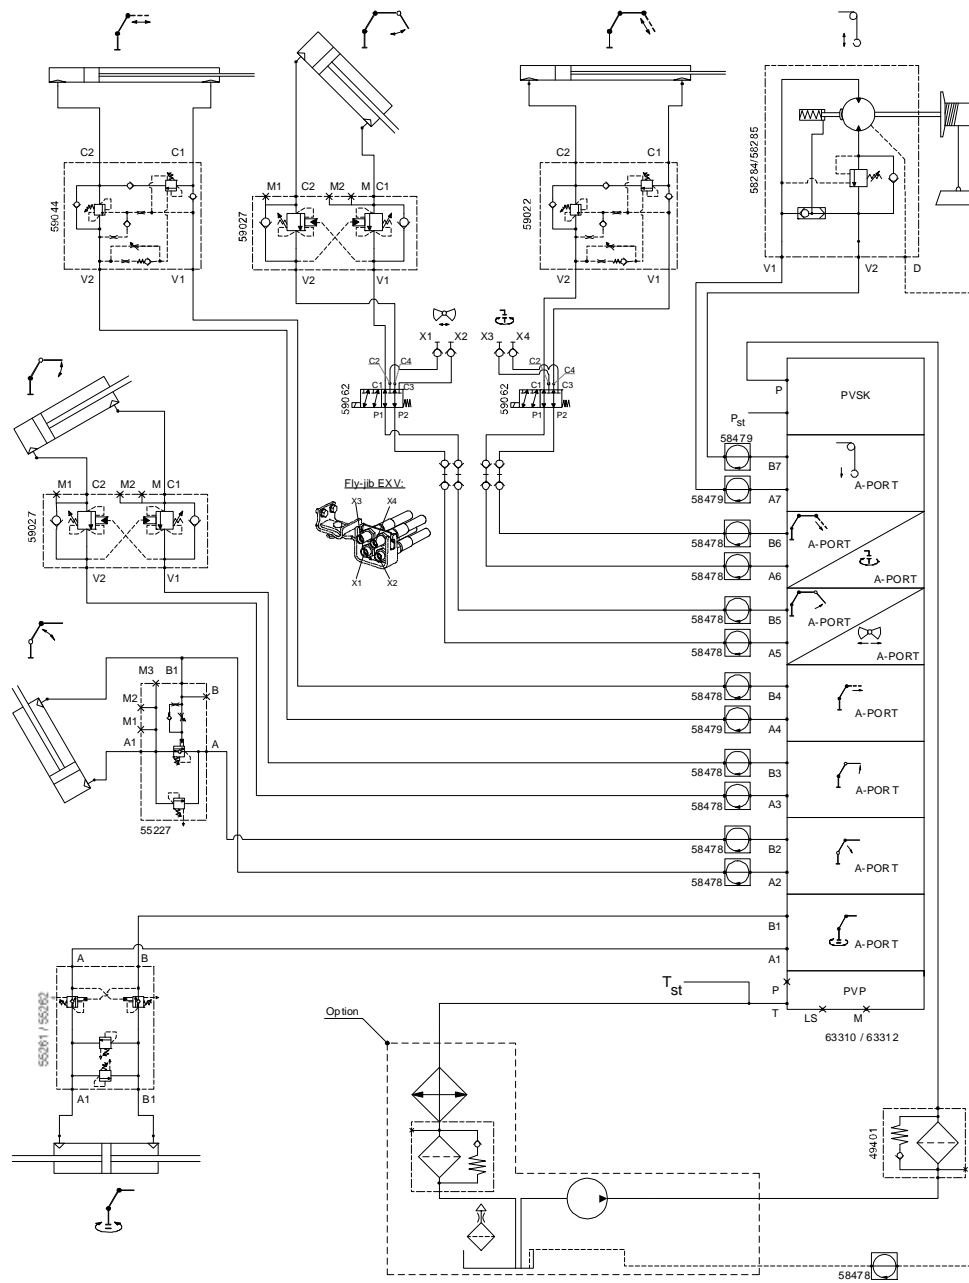 C2 C1
59044
V2 V1
M1 C2 M2 M C1
59027
V2 V1
C2 C1
59022
V2 V1
58284/58285
V1 V2 D
X1 X2 X3 X4
C2 C4
C1 C3
59062
P1 P2
C2 C4
C1 C3
59062
P1 P2
Fly-jib EXV:
X3 X4
X1 X2
M1 C2 M2 M C1
59027
V2 V1
M3 B1
B
M2
M1
A1 A
55227
P
PVSK
Pst
58479
B7
A-PORT
58479 A7
B6
A-PORT
58478
58478 A6
A-PORT
B5
A-PORT
58478
58478 A5
A-PORT
B4
58478
A-PORT
58479 A4
B3
58478
A-PORT
58478 A3
B2
58478
A-PORT
58478 A2
B1
A-PORT
A1
Tst
P
PVP
T
LS M
63310 / 63312
A B
55261 / 55262
A1 B1
Option
49401
58478